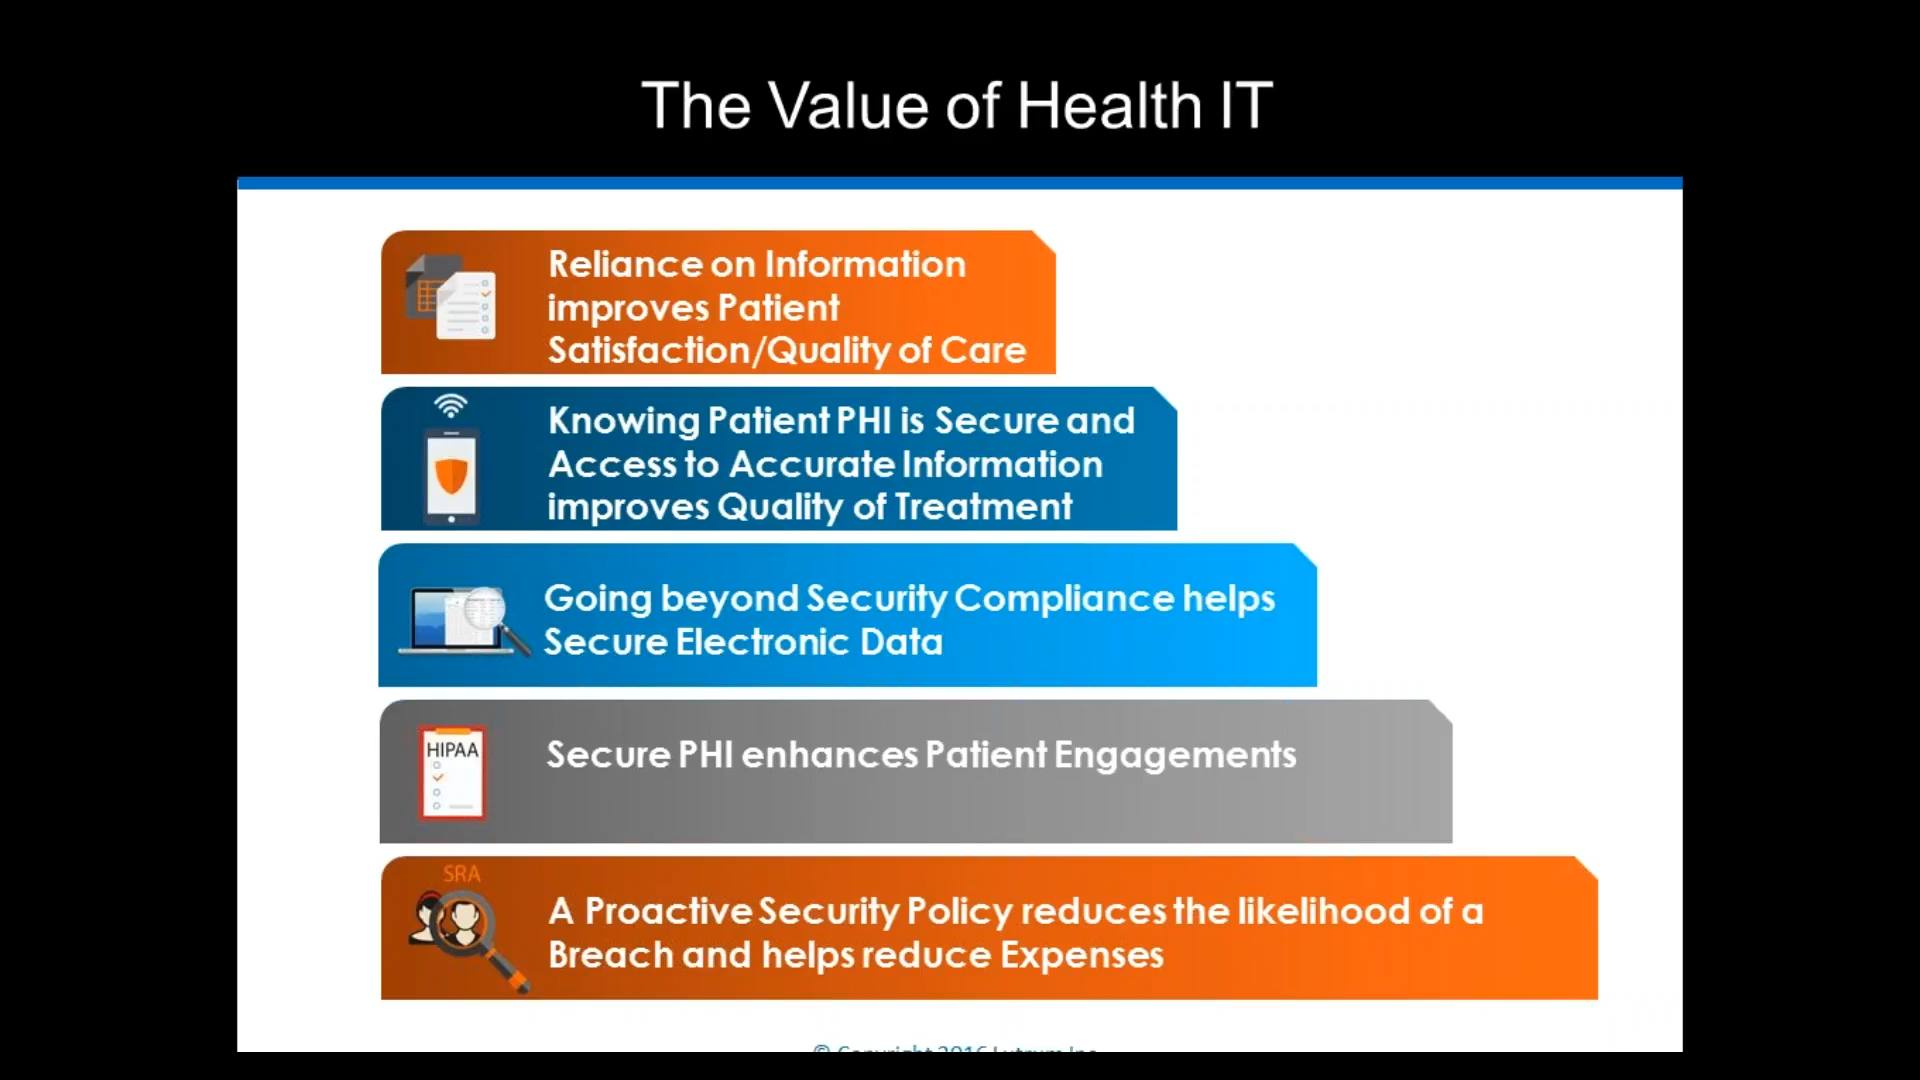 The Value of Health IT
Reliance on Information
improves Patient
Satisfaction/Quality of Care
Knowing Patient PHI is Secure and
Access to Accurate Information
improves Quality of Treatment
Going beyond Security Compliance helps
Secure Electronic Data
HIPAA
Secure PHI enhances Patient Engagements
SRA
A Proactive Security Policy reduces the likelihood of a
Breach and helps reduce Expenses
© Copyright 2016